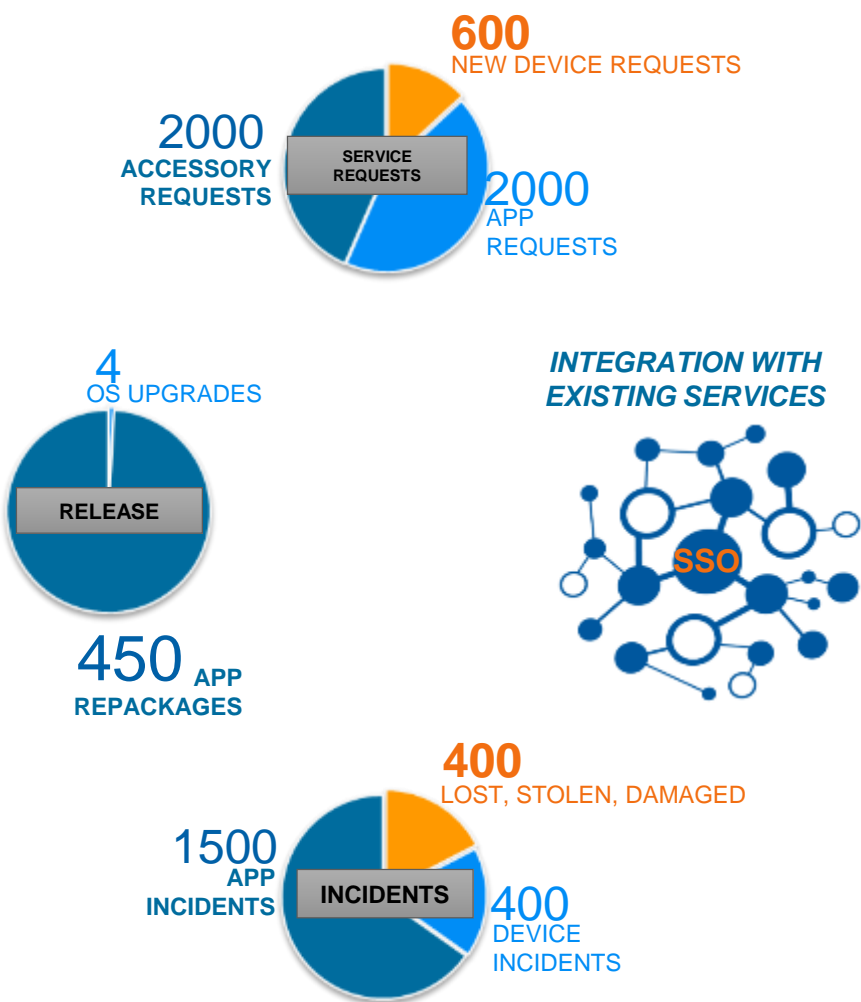 600
NEW DEVICE REQUESTS
2000
ACCESSORY
REQUESTS
SERVICE
REQUESTS
2000
APP
REQUESTS
4
OS UPGRADES
RELEASE
450 APP
REPACKAGES
INTEGRATION WITH
EXISTING SERVICES
SSO
400
LOST, STOLEN, DAMAGED
1500
APP
INCIDENTS
INCIDENTS
400
DEVICE
INCIDENTS